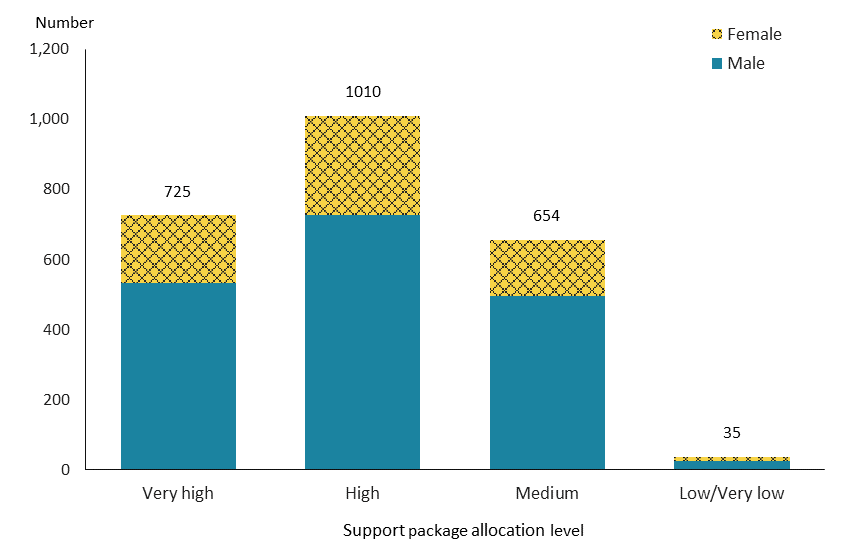 Number
Female
Male
1,200
1,000
800
600
400
200
0
725
1010
654
35
Very high
High
Medium
Low/Very low
Support package allocation level